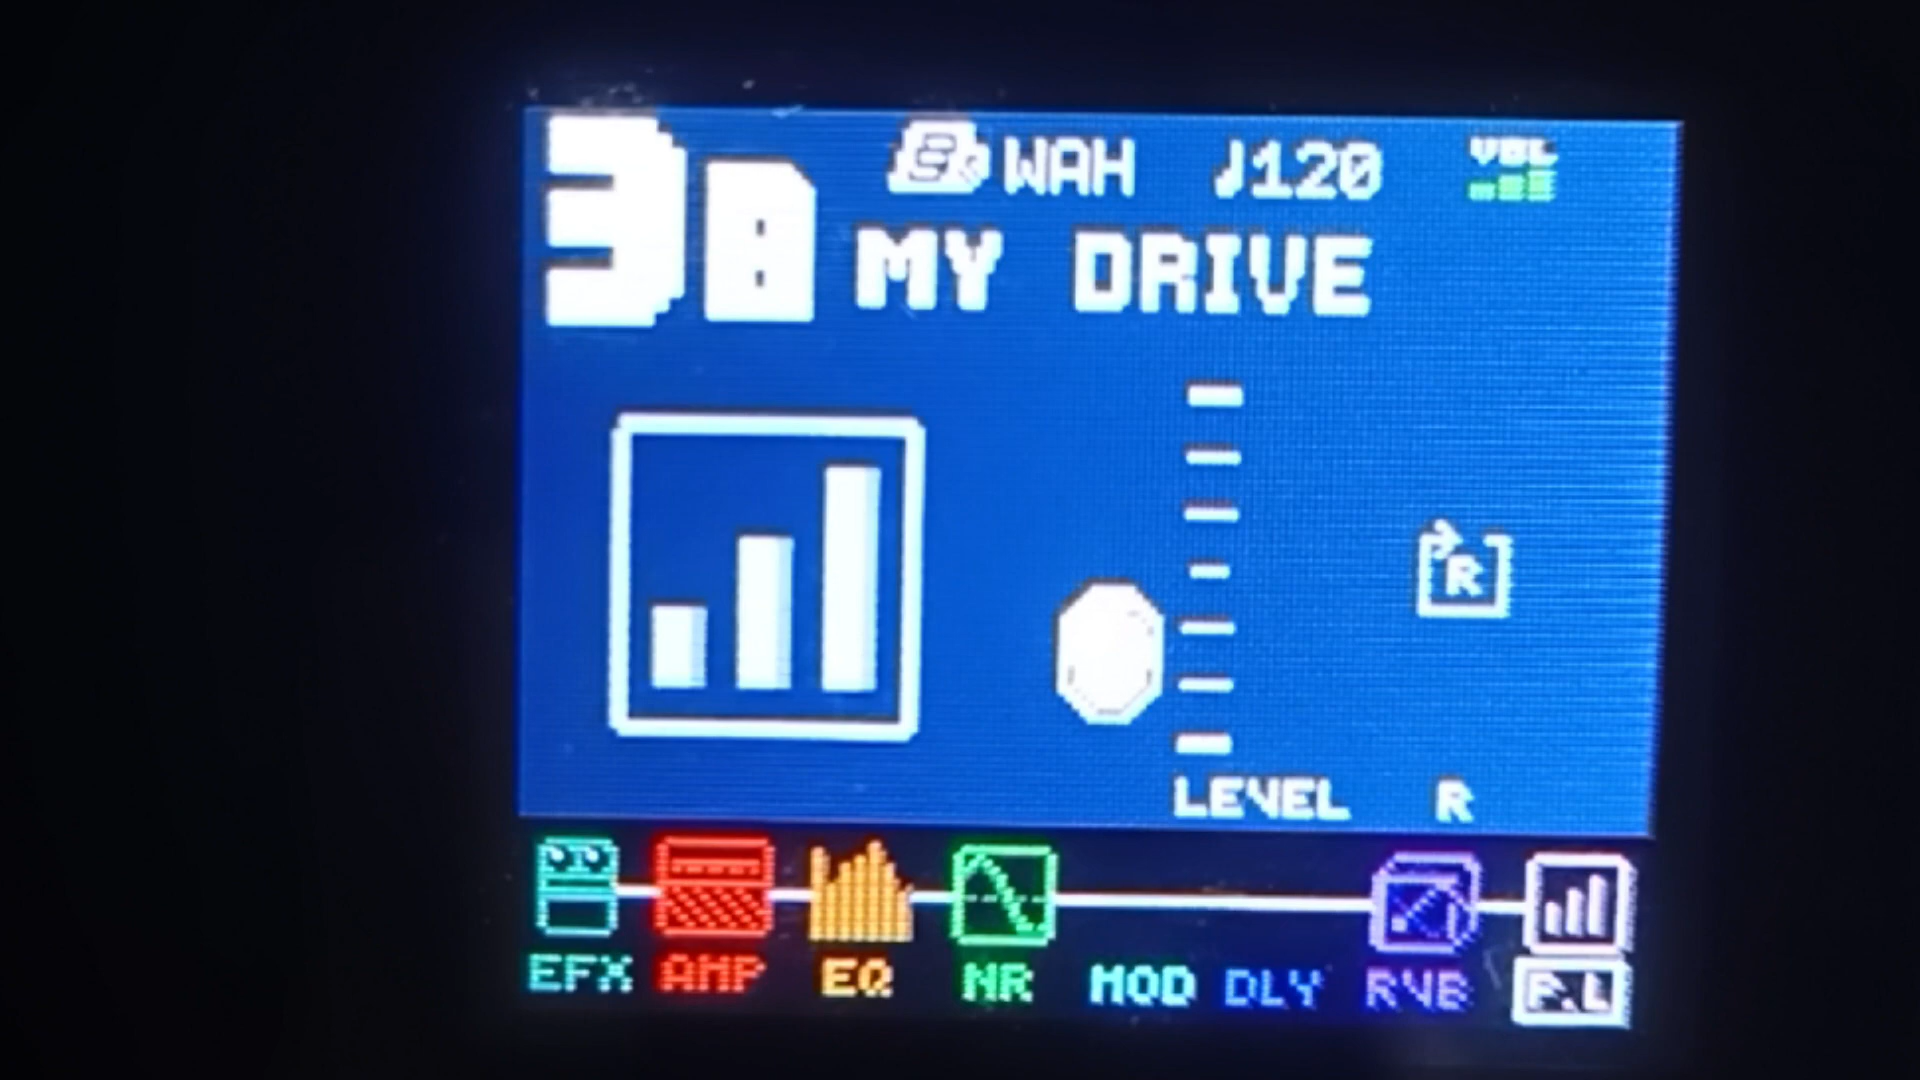 3B WAH ♩120 VOL
MY DRIVE
R
LEVEL R
EFX AMP EQ NR MOD DLY RVB P.L